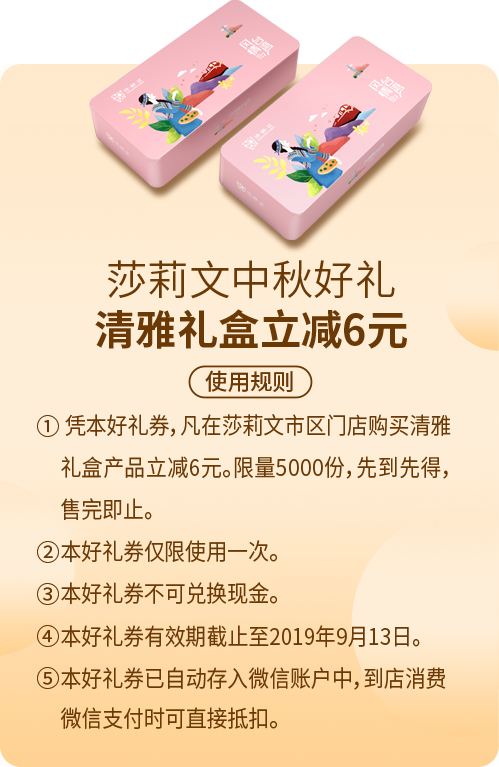 莎莉文中秋好礼
清雅礼盒立减6元
使用规则
① 凭本好礼券，凡在莎莉文市区门店购买清雅
礼盒产品立减6元。限量5000份，先到先得，
售完即止。
②本好礼券仅限使用一次。
③本好礼券不可兑换现金。
④本好礼券有效期截止至2019年9月13日。
⑤本好礼券已自动存入微信账户中，到店消费
微信支付时可直接抵扣。